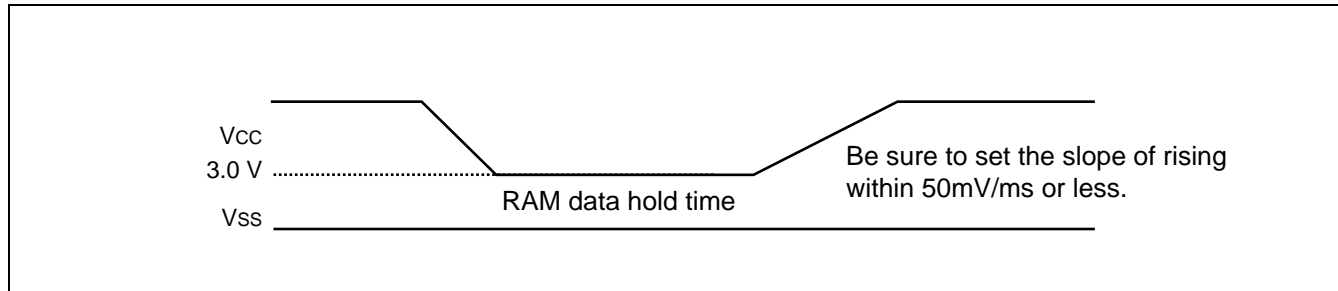 Vcc
3.0 V
Vss
RAM data hold time
Be sure to set the slope of rising
within 50mV/ms or less.